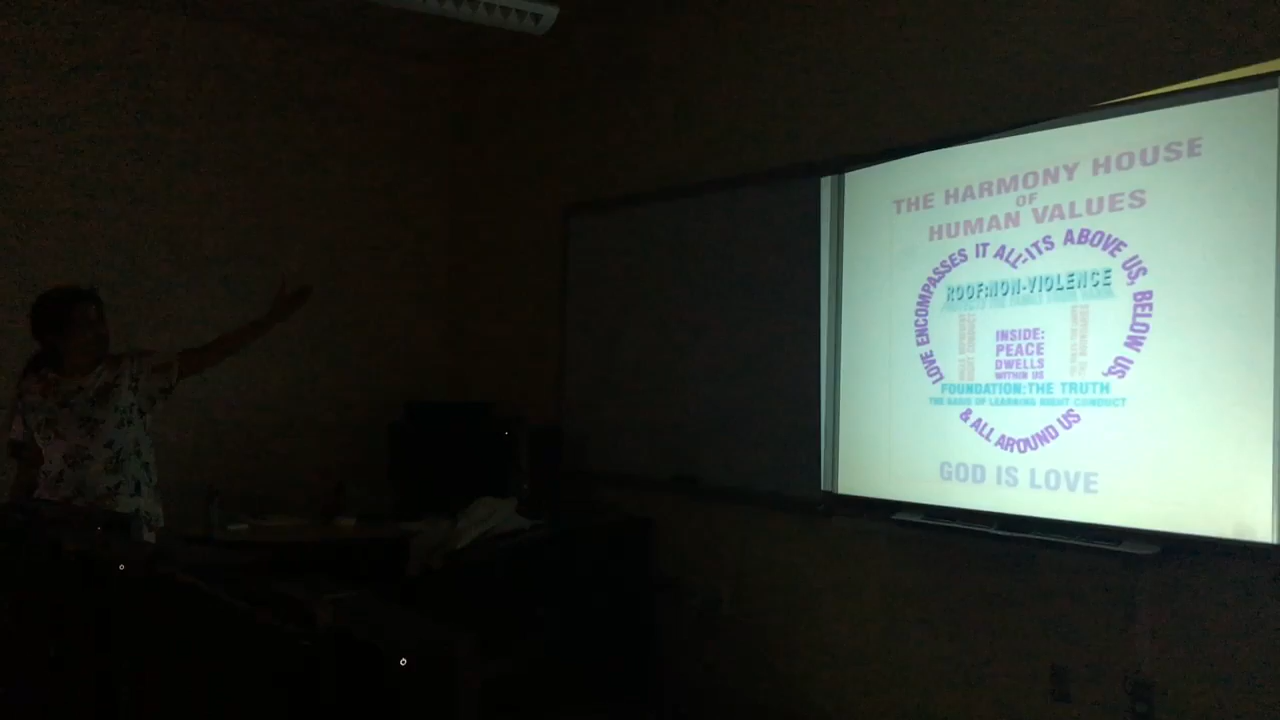 THE HARMONY HOUSE
OF
HUMAN VALUES
LOVE ENCOMPASSES IT ALL-ITS ABOVE US, BELOW US,
ROOF:NON-VIOLENCE
INSIDE:
PEACE
DWELLS
WITHIN US
FOUNDATION:THE TRUTH
THE BASIS OF LEARNING RIGHT CONDUCT
& ALL AROUND US
GOD IS LOVE